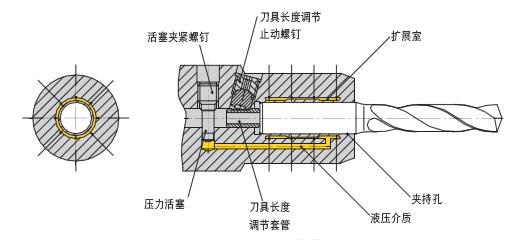 刀具长度调节
止动螺钉
活塞夹紧螺钉
扩展室
压力活塞
刀具长度
调节套管
夹持孔
液压介质